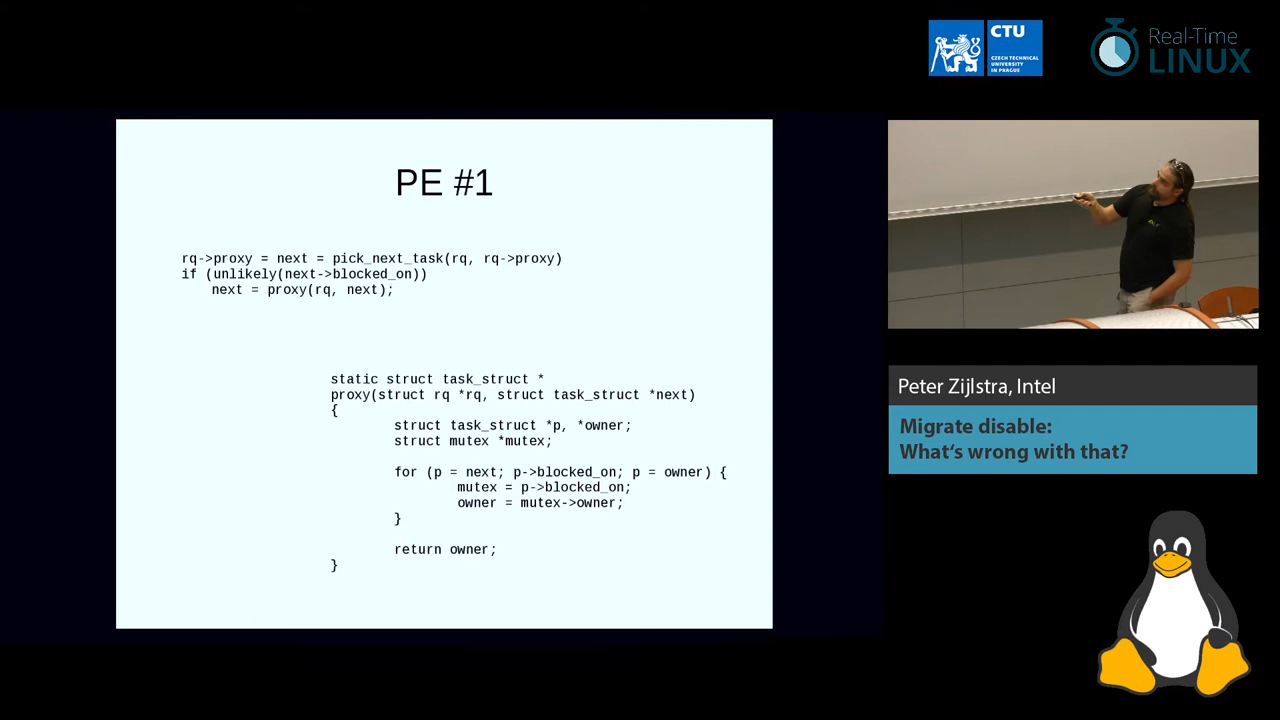 CTU
CZECH TECHNICAL
UNIVERSITY
IN PRAGUE
Real-Time
LINUX
PE #1
rq->proxy = next = pick_next_task(rq, rq->proxy)
if (unlikely(next->blocked_on))
    next = proxy(rq, next);
static struct task_struct *
proxy(struct rq *rq, struct task_struct *next)
{
        struct task_struct *p, *owner;
        struct mutex *mutex;
        for (p = next; p->blocked_on; p = owner) {
                mutex = p->blocked_on;
                owner = mutex->owner;
        }
        return owner;
}
Peter Zijlstra, Intel
Migrate disable:
What's wrong with that?